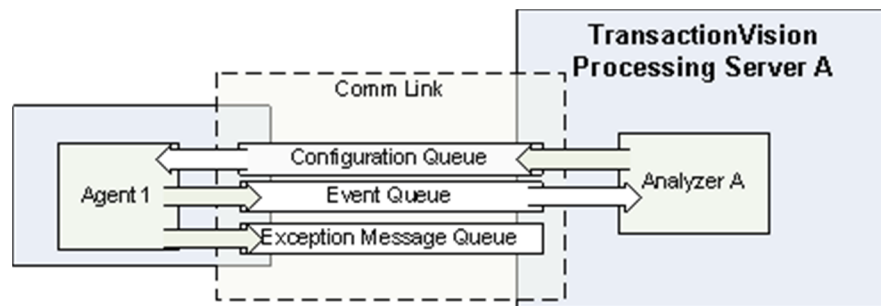 TransactionVision
Processing Server A
Comm Link
Configuration Queue
Agent 1
Event Queue
Analyzer A
Exception Message Queue